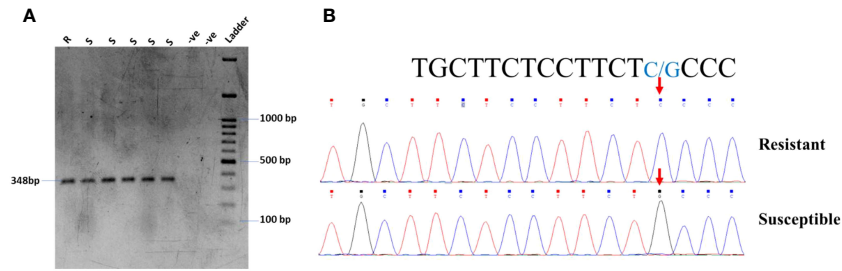 A
B
R S S S S S -ve -ve Ladder
1000 bp
500 bp
348bp
100 bp
TGCTTCTCCTTCTC/GCCC
T G C T T C T C C T T C T C C C C
Resistant
T G C T T C T C C T T C T G C C C
Susceptible